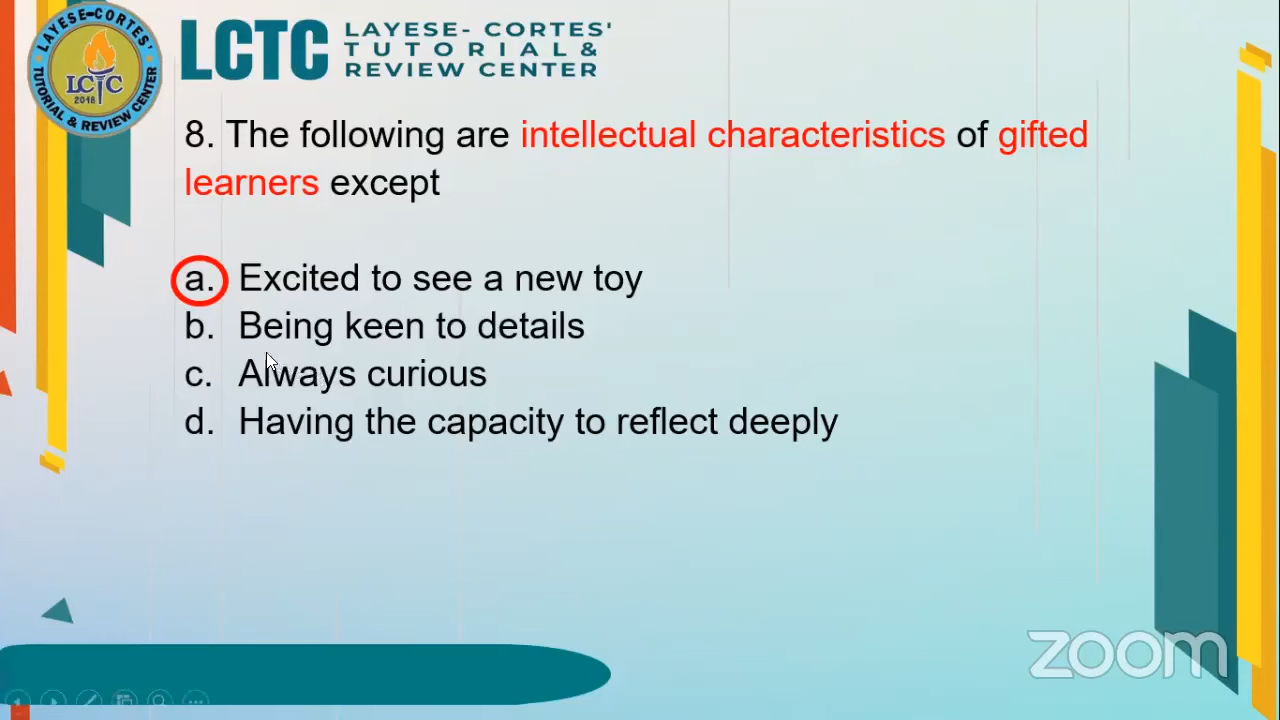 LAYESE-CORTES'
LCTC
2018
TUTORIAL & REVIEW CENTER
LCTC
LAYESE- CORTES'
TUTORIAL &
REVIEW CENTER
8. The following are intellectual characteristics of gifted
learners except
a. Excited to see a new toy
b. Being keen to details
c. Always curious
d. Having the capacity to reflect deeply
zoom